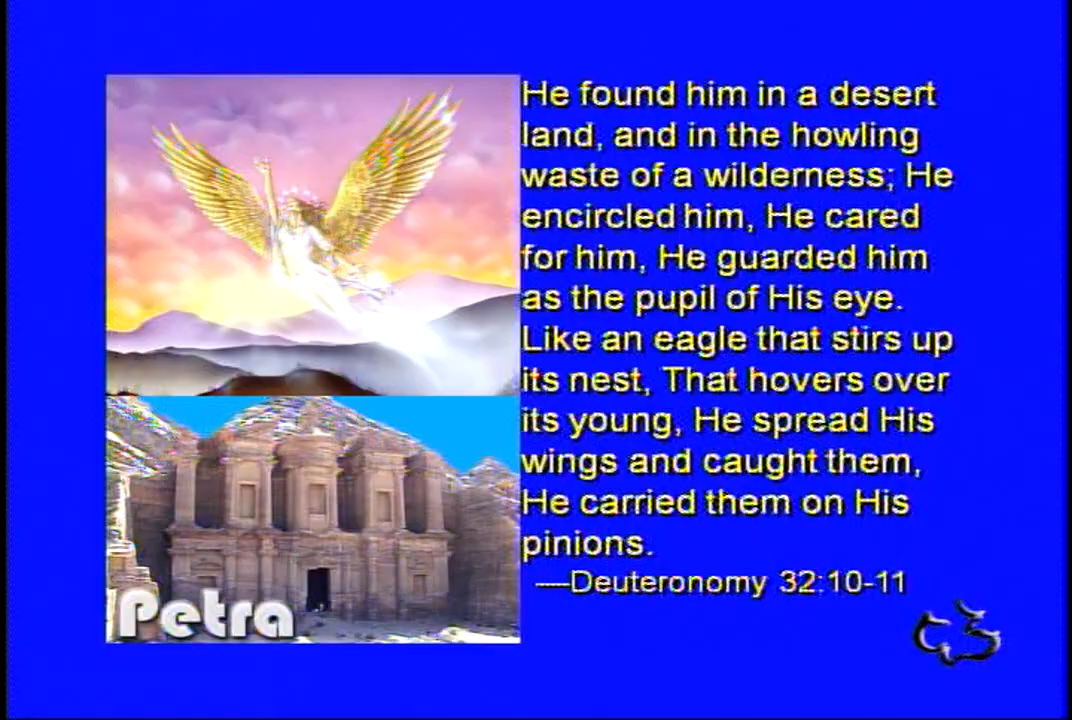 He found him in a desert
land, and in the howling
waste of a wilderness; He
encircled him, He cared
for him, He guarded him
as the pupil of His eye.
Like an eagle that stirs up
its nest, That hovers over
its young, He spread His
wings and caught them,
He carried them on His
pinions.
—Deuteronomy 32:10-11
Petra